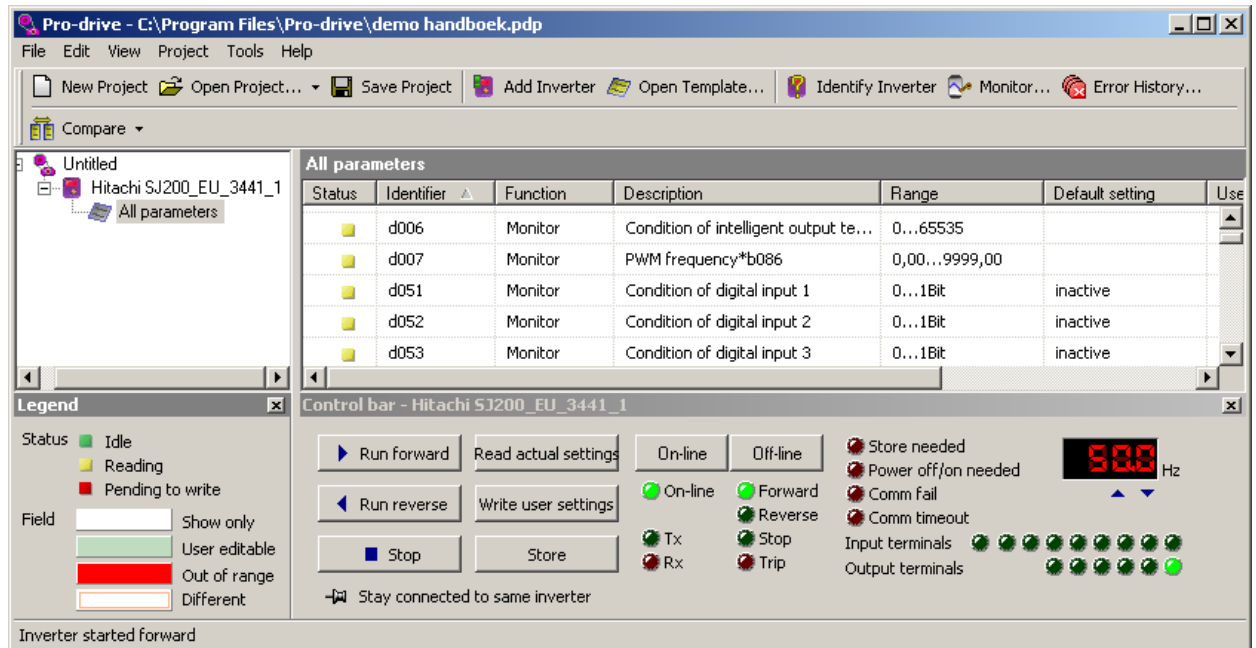 Pro-drive - C:\Program Files\Pro-drive\demo handboek.pdp
File Edit View Project Tools Help
New Project Open Project... Save Project Add Inverter Open Template... Identify Inverter Monitor... Error History...
Compare
Untitled
Hitachi SJ200_EU_3441_1
All parameters
All parameters
Status Identifier Function Description Range Default setting Use
d006 Monitor Condition of intelligent output te... 0...65535
d007 Monitor PWM frequency*b086 0,00...9999,00
d051 Monitor Condition of digital input 1 0...1Bit inactive
d052 Monitor Condition of digital input 2 0...1Bit inactive
d053 Monitor Condition of digital input 3 0...1Bit inactive
Legend
Status Idle
Reading
Pending to write
Field Show only
User editable
Out of range
Different
Control bar - Hitachi SJ200_EU_3441_1
Run forward Read actual settings On-line Off-line
Run reverse Write user settings
Stop Store
Stay connected to same inverter
On-line Forward
Reverse
Tx Stop
Rx Trip
Store needed
Power off/on needed
Comm fail
Comm timeout
Input terminals
Output terminals
Hz
Inverter started forward